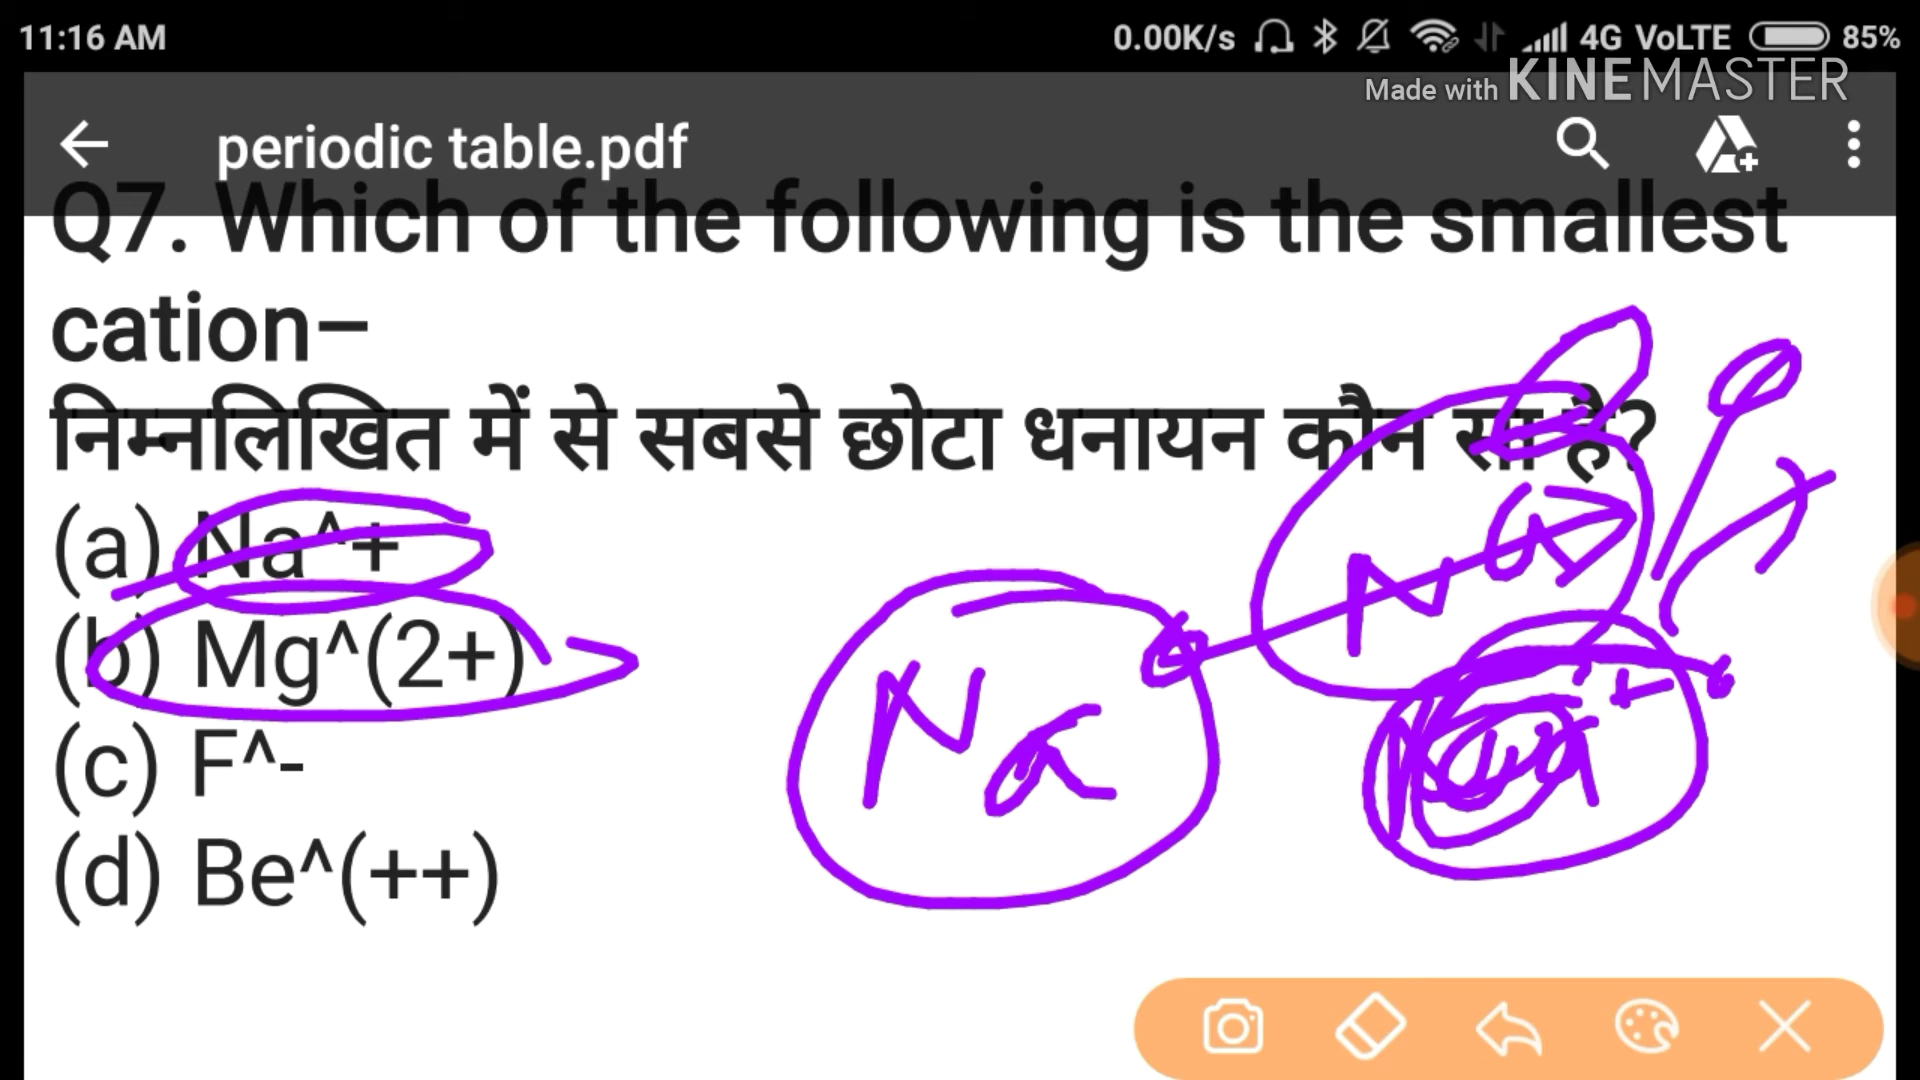 11:16 AM 0.00K/s 4G VoLTE 85%
Made with KINEMASTER
periodic table.pdf
Q7. Which of the following is the smallest
cation–
निम्नलिखित में से सबसे छोटा धनायन कौन सा है?
(a) Na^+
(b) Mg^(2+)
(c) F^-
(d) Be^(++)
Na
Na